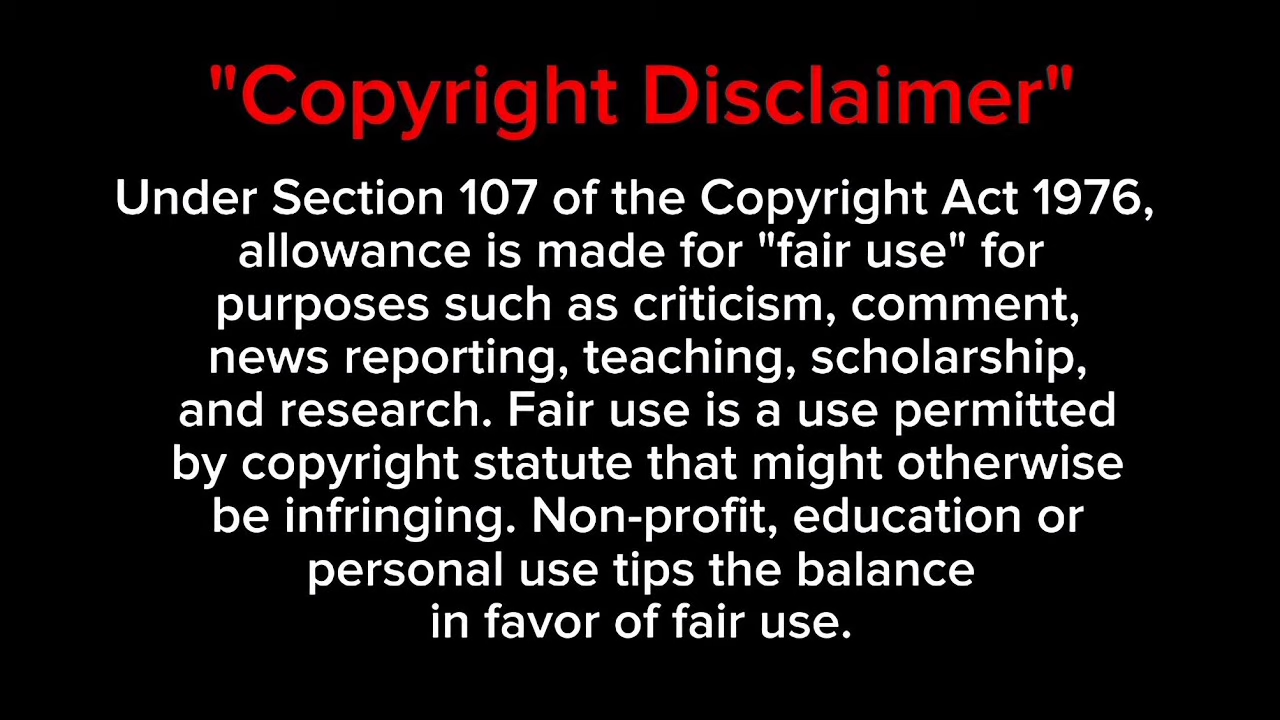 "Copyright Disclaimer"
Under Section 107 of the Copyright Act 1976,
allowance is made for "fair use" for
purposes such as criticism, comment,
news reporting, teaching, scholarship,
and research. Fair use is a use permitted
by copyright statute that might otherwise
be infringing. Non-profit, education or
personal use tips the balance
in favor of fair use.